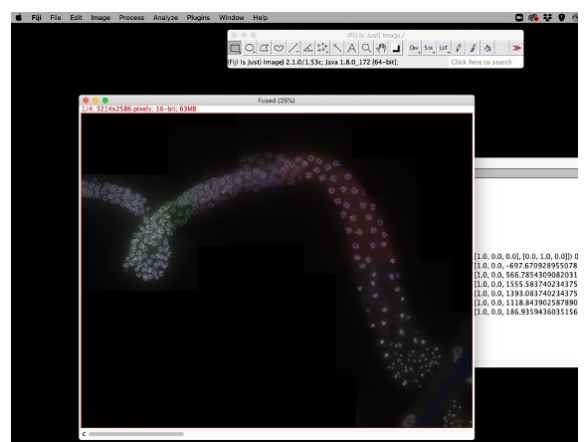 Fiji File Edit Image Process Analyze Plugins Window Help
(Fiji Is Just) ImageJ
A Dev Stk LUT
(Fiji Is Just) ImageJ 2.1.0/1.53c; Java 1.8.0_172 [64-bit]; Click here to search
Fused (25%)
1/4; 3214x2586 pixels; 16-bit; 63MB
[1.0, 0.0, 0.0], [0.0, 1.0, 0.0]]) 0
[1.0, 0.0, -697.670928955078
[1.0, 0.0, 566.7854309082031
[1.0, 0.0, 1555.583740234375
[1.0, 0.0, 1393.083740234375
[1.0, 0.0, 1118.843902587890
[1.0, 0.0, 186.9359436035156
c